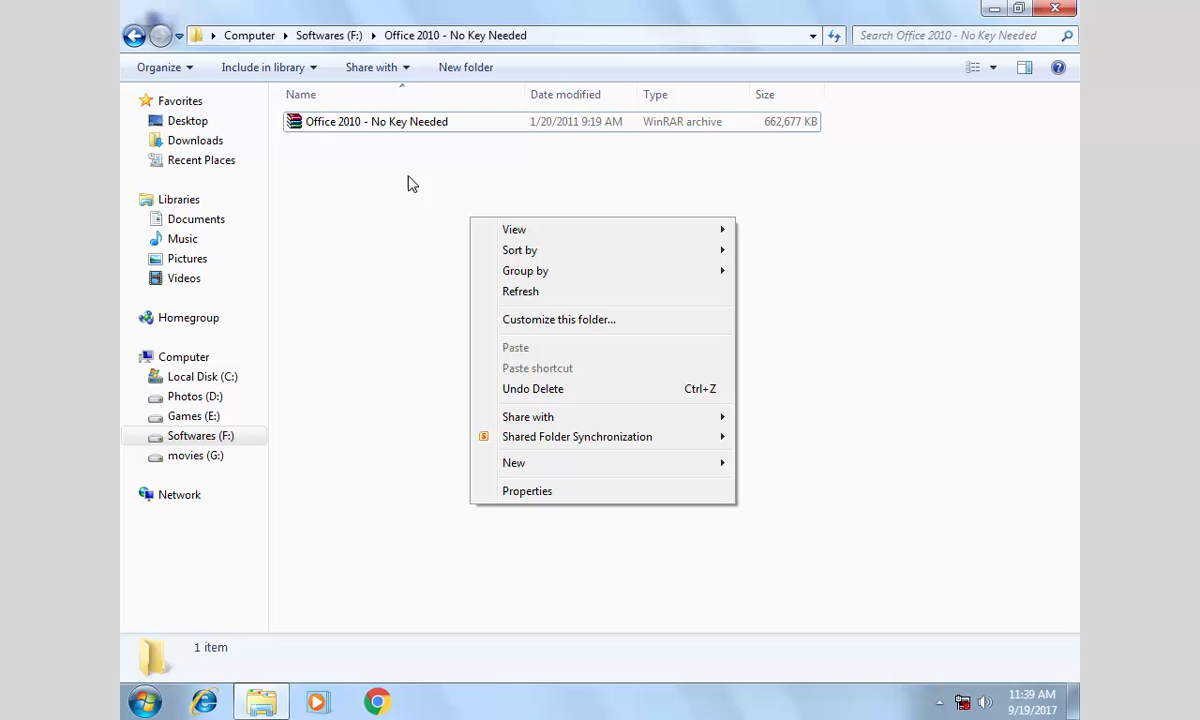 Computer Softwares (F:) Office 2010 - No Key Needed Search Office 2010 - No Key Needed
Organize Include in library Share with New folder
Name Date modified Type Size
Office 2010 - No Key Needed 1/20/2011 9:19 AM WinRAR archive 662,677 KB
Favorites
Desktop
Downloads
Recent Places
Libraries
Documents
Music
Pictures
Videos
Homegroup
Computer
Local Disk (C:)
Photos (D:)
Games (E:)
Softwares (F:)
movies (G:)
Network
View
Sort by
Group by
Refresh
Customize this folder...
Paste
Paste shortcut
Undo Delete Ctrl+Z
Share with
S Shared Folder Synchronization
New
Properties
1 item
11:39 AM
9/19/2017